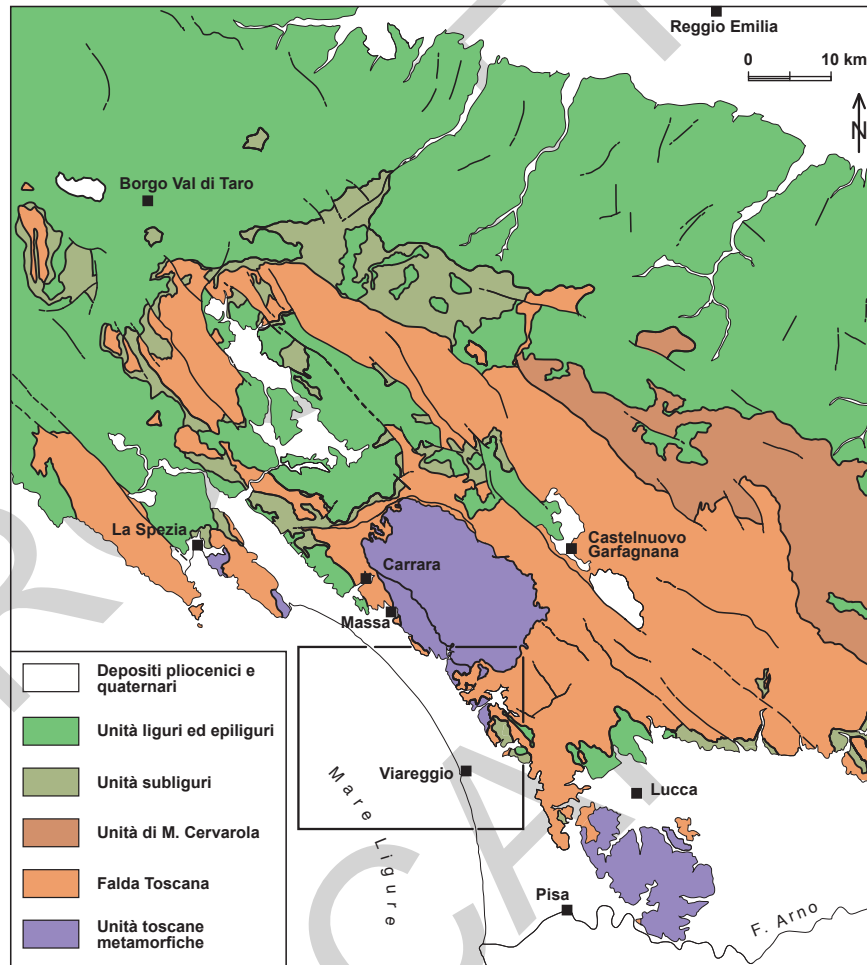 Reggio Emilia
0 10 km
N
Borgo Val di Taro
La Spezia
Carrara
Castelnuovo
Garfagnana
Massa
Viareggio
Lucca
Pisa
F. Arno
Mare Ligure
Depositi pliocenici e
quaternari
Unità liguri ed epiliguri
Unità subliguri
Unità di M. Cervarola
Falda Toscana
Unità toscane
metamorfiche